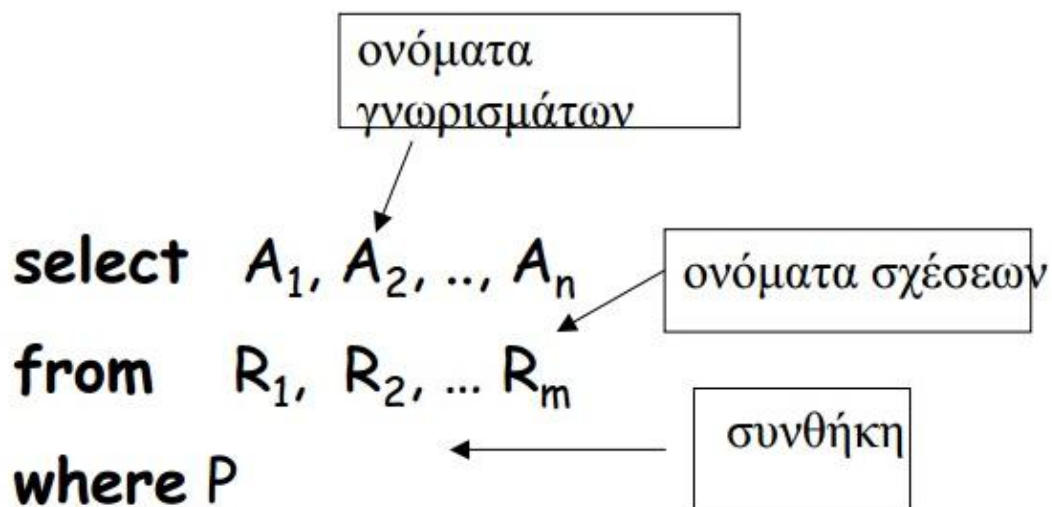 ονόματα
γνωρισμάτων
select A₁, A₂, .., Aₙ
ονόματα σχέσεων
from R₁, R₂, ... Rₘ
συνθήκη
where P